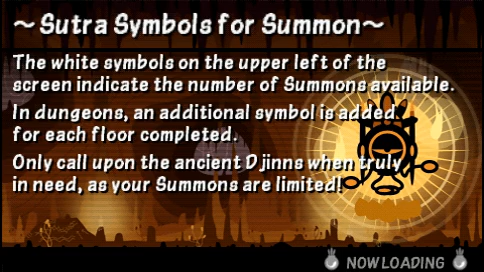 ~Sutra Symbols for Summon~
The white symbols on the upper left of the
screen indicate the number of Summons available.
In dungeons, an additional symbol is added
for each floor completed.
Only call upon the ancient Djinns when truly
in need, as your Summons are limited!
NOW LOADING